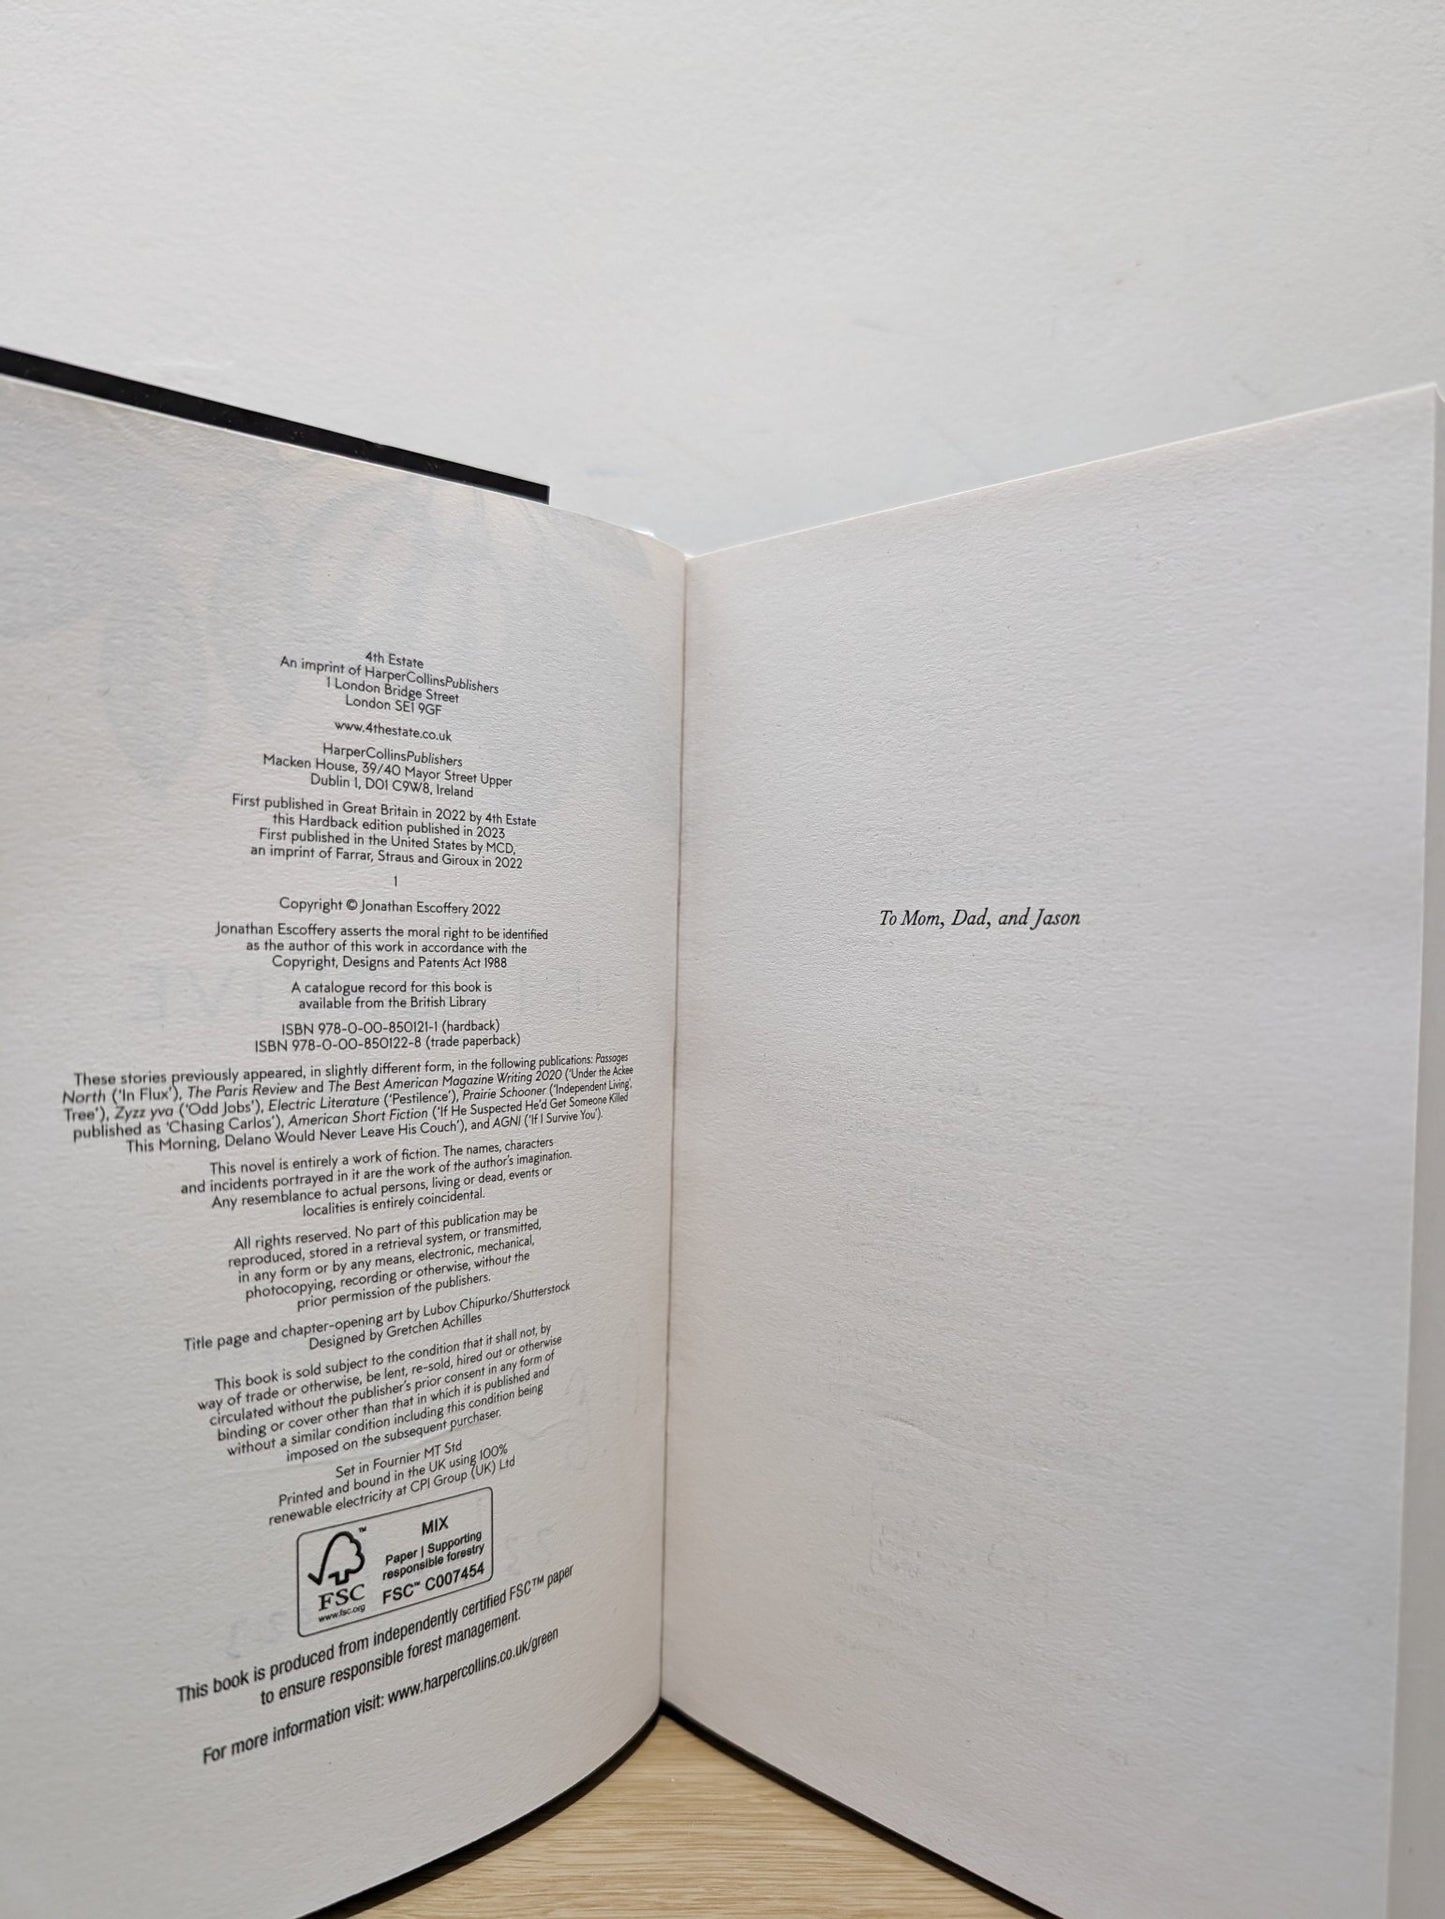 4th Estate
An imprint of HarperCollinsPublishers
1 London Bridge Street
London SE1 9GF
www.4thestate.co.uk
HarperCollinsPublishers
Macken House, 39/40 Mayor Street Upper
Dublin 1, D01 C9W8, Ireland
First published in Great Britain in 2022 by 4th Estate
this Hardback edition published in 2023
First published in the United States by MCD,
an imprint of Farrar, Straus and Giroux in 2022
1
Copyright © Jonathan Escoffery 2022
Jonathan Escoffery asserts the moral right to be identified
as the author of this work in accordance with the
Copyright, Designs and Patents Act 1988
A catalogue record for this book is
available from the British Library
ISBN 978-0-00-850121-1 (hardback)
ISBN 978-0-00-850122-8 (trade paperback)
These stories previously appeared, in slightly different form, in the following publications: Passages
North ('In Flux'), The Paris Review and The Best American Magazine Writing 2020 ('Under the Ackee
Tree'), Zyzz yva ('Odd Jobs'), Electric Literature ('Pestilence'), Prairie Schooner ('Independent Living',
published as 'Chasing Carlos'), American Short Fiction ('If He Suspected He'd Get Someone Killed
This Morning, Delano Would Never Leave His Couch'), and AGNI ('If I Survive You').
This novel is entirely a work of fiction. The names, characters
and incidents portrayed in it are the work of the author's imagination.
Any resemblance to actual persons, living or dead, events or
localities is entirely coincidental.
All rights reserved. No part of this publication may be
reproduced, stored in a retrieval system, or transmitted,
in any form or by any means, electronic, mechanical,
photocopying, recording or otherwise, without the
prior permission of the publishers.
Title page and chapter-opening art by Lubov Chipurko/Shutterstock
Designed by Gretchen Achilles
This book is sold subject to the condition that it shall not, by
way of trade or otherwise, be lent, re-sold, hired out or otherwise
circulated without the publisher's prior consent in any form of
binding or cover other than that in which it is published and
without a similar condition including this condition being
imposed on the subsequent purchaser.
Set in Fournier MT Std
Printed and bound in the UK using 100%
renewable electricity at CPI Group (UK) Ltd
FSC
www.fsc.org
MIX
Paper | Supporting
responsible forestry
FSC™ C007454
This book is produced from independently certified FSC™ paper
to ensure responsible forest management.
For more information visit: www.harpercollins.co.uk/green
To Mom, Dad, and Jason